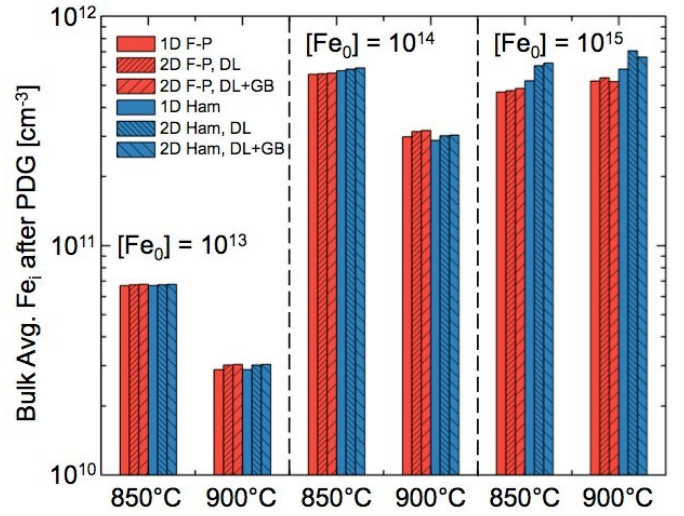 10¹²
10¹¹
10¹⁰
Bulk Avg. Feᵢ after PDG [cm⁻³]
1D F-P
2D F-P, DL
2D F-P, DL+GB
1D Ham
2D Ham, DL
2D Ham, DL+GB
[Fe₀] = 10¹³
[Fe₀] = 10¹⁴
[Fe₀] = 10¹⁵
850°C 900°C 850°C 900°C 850°C 900°C